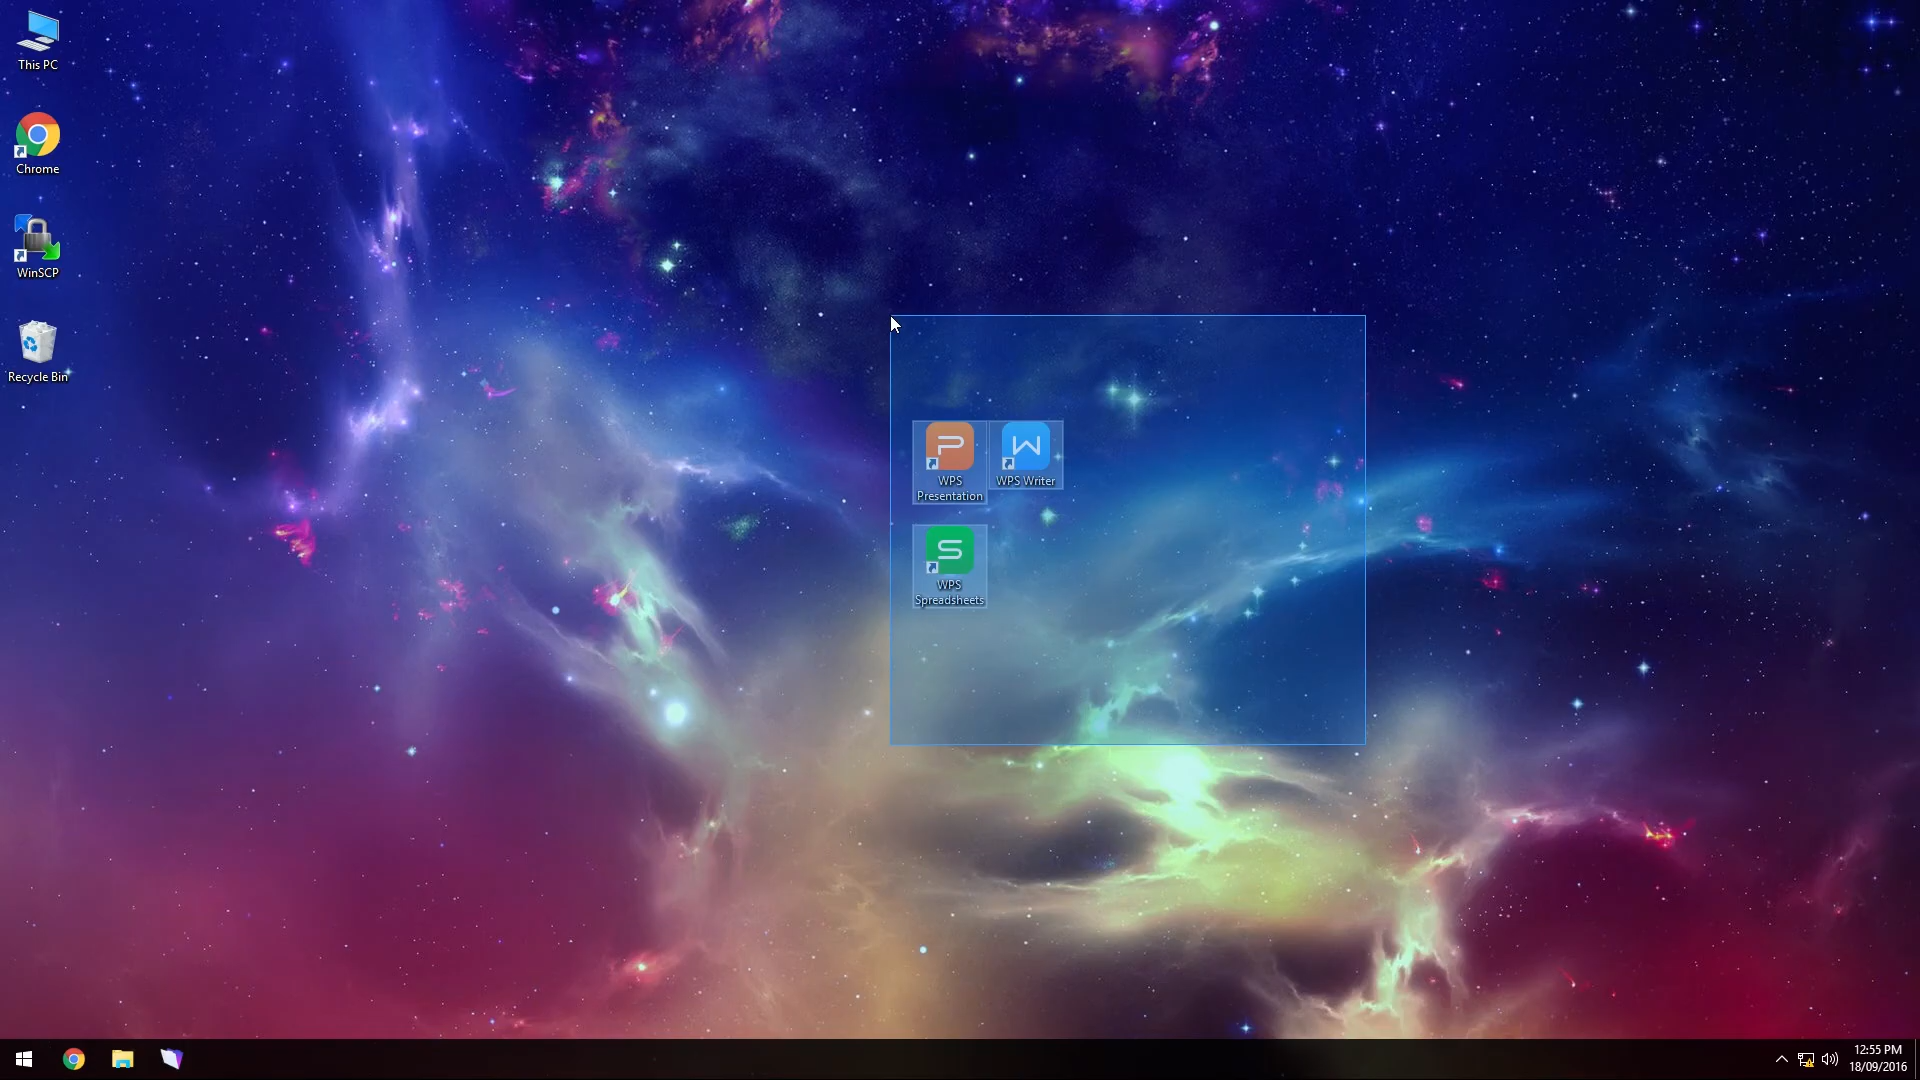 This PC
Chrome
WinSCP
Recycle Bin
WPS
Presentation
WPS Writer
WPS
Spreadsheets
12:55 PM
18/09/2016